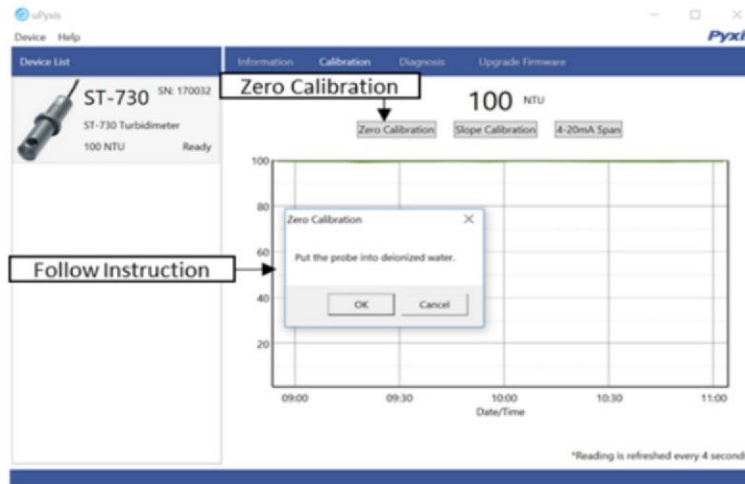 uPyxis
Device Help
Device List
Information Calibration Diagnosis Upgrade Firmware
Zero Calibration
ST-730 SN: 170032
ST-730 Turbidimeter
100 NTU Ready
100 NTU
Zero Calibration Slope Calibration 4-20mA Span
100
80
60
40
20
Zero Calibration
Put the probe into deionized water.
OK Cancel
Follow Instruction
09:00 09:30 10:00 10:30 11:00
Date/Time
*Reading is refreshed every 4 second